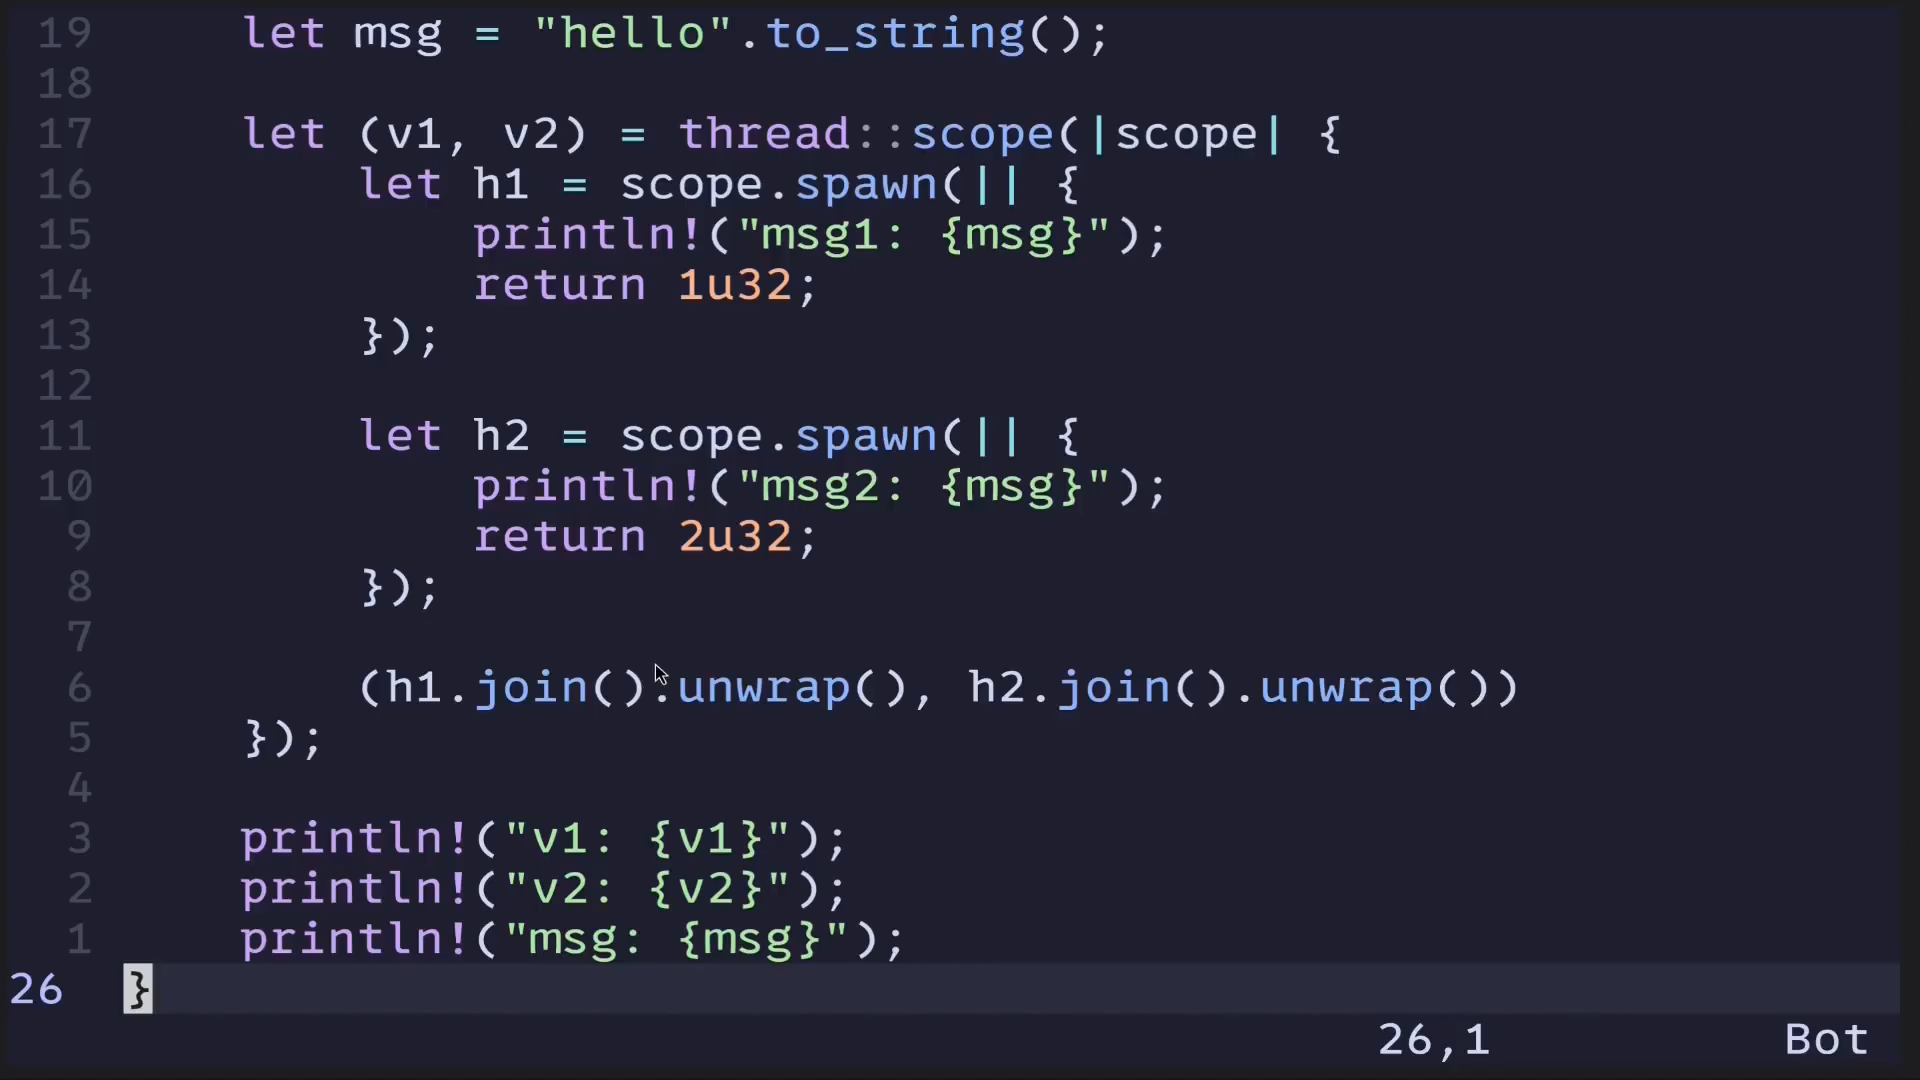 19 let msg = "hello".to_string();
18
17 let (v1, v2) = thread::scope(|scope| {
16 let h1 = scope.spawn(|| {
15 println!("msg1: {msg}");
14 return 1u32;
13 });
12
11 let h2 = scope.spawn(|| {
10 println!("msg2: {msg}");
9 return 2u32;
8 });
7
6 (h1.join().unwrap(), h2.join().unwrap())
5 });
4
3 println!("v1: {v1}");
2 println!("v2: {v2}");
1 println!("msg: {msg}");
26 }
26,1 Bot